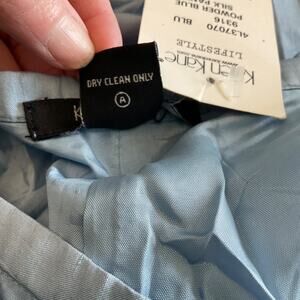 DRY CLEAN ONLY
A
K
Karen Kane
LIFESTYLE
4L37070 BLU
9316
POWDER BLUE